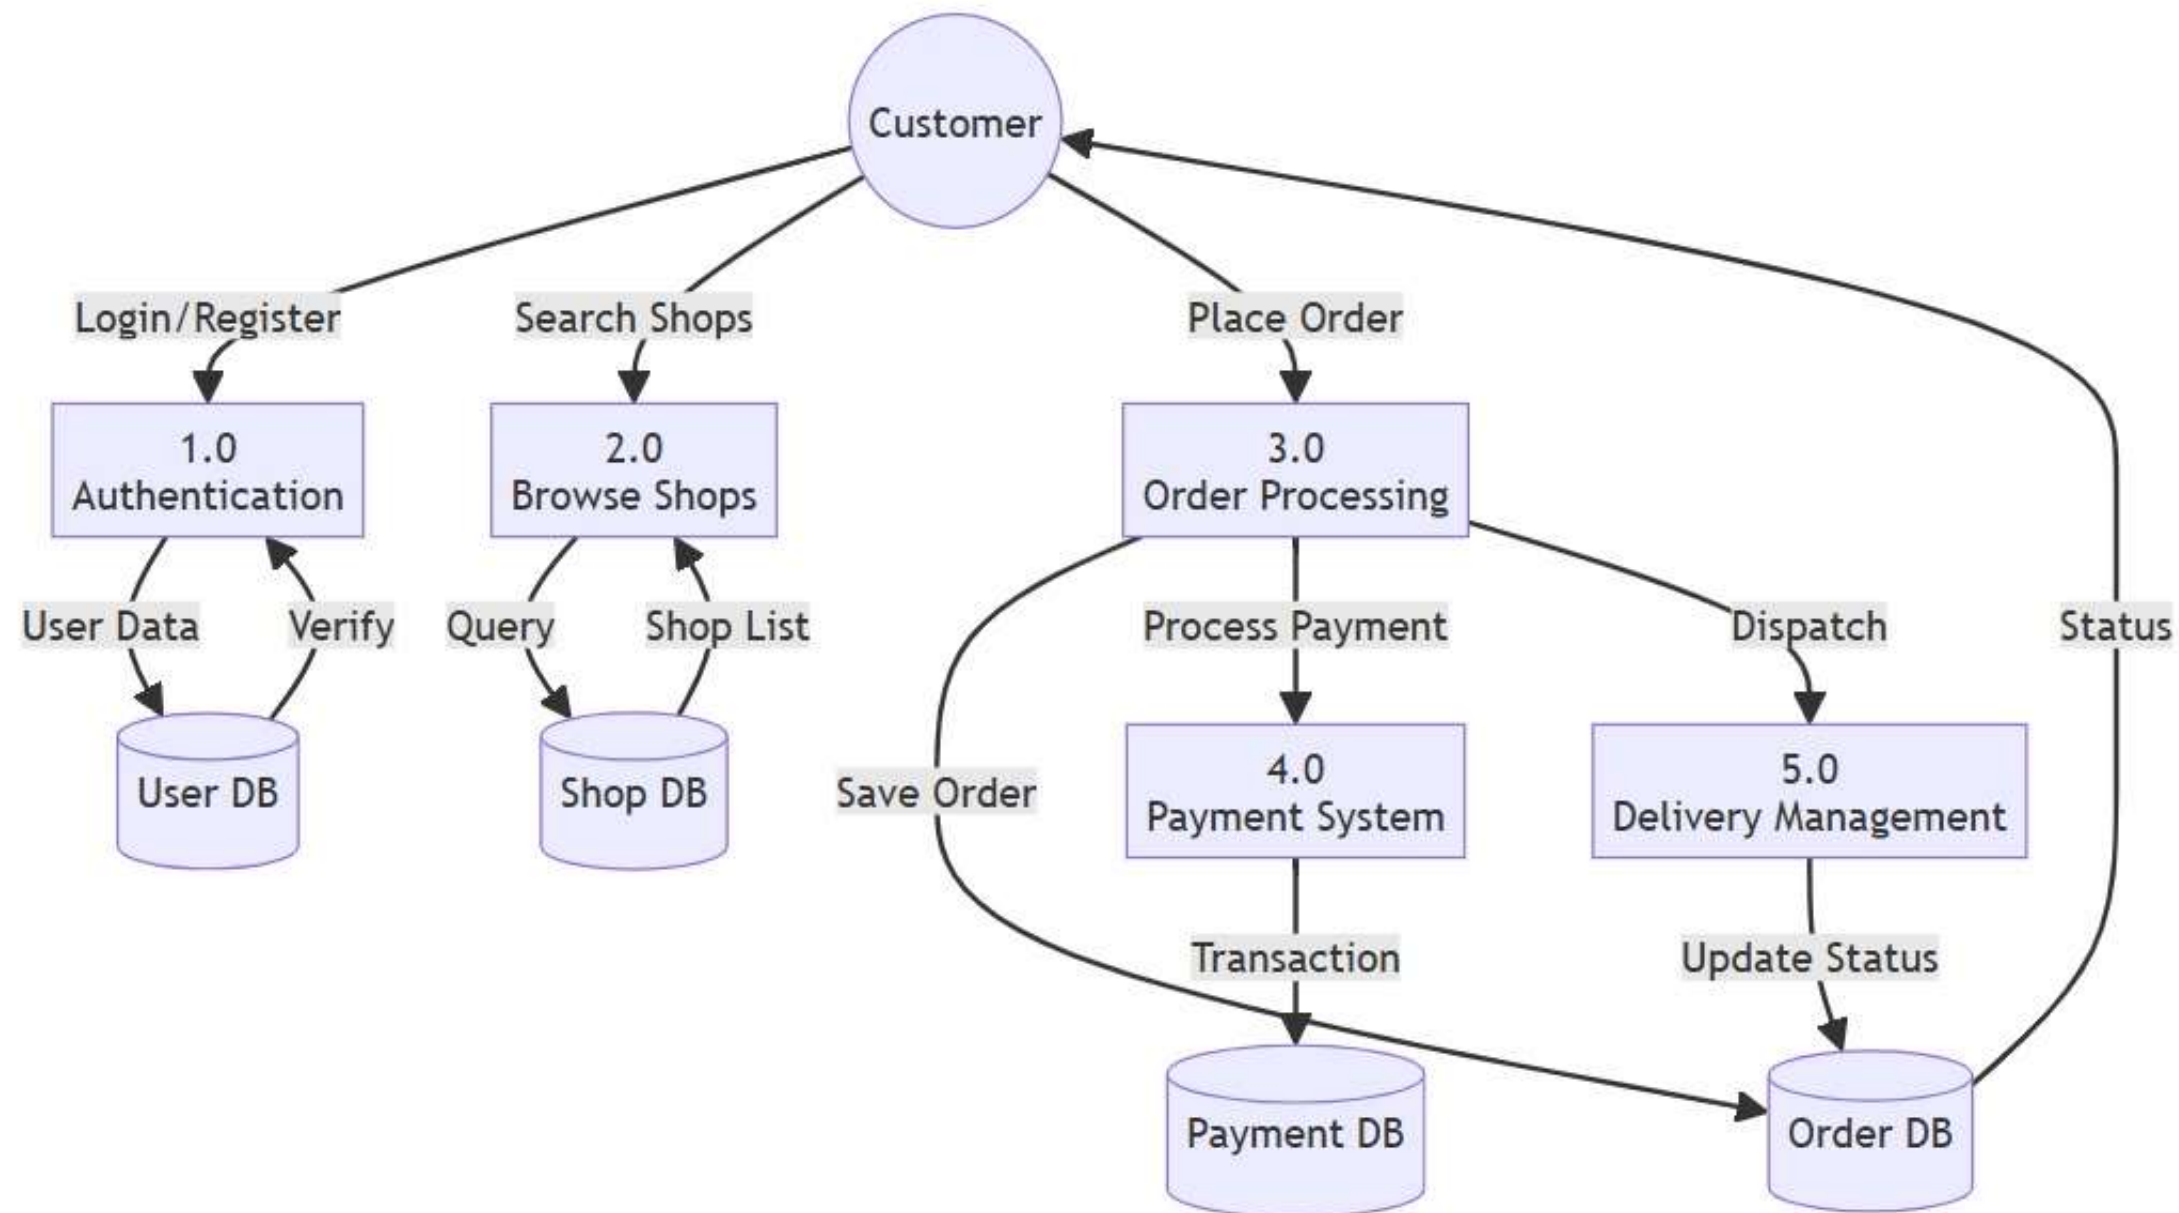 Customer
Login/Register
Search Shops
Place Order
1.0
Authentication
2.0
Browse Shops
3.0
Order Processing
User Data
Verify
Query
Shop List
Process Payment
Dispatch
Status
User DB
Shop DB
Save Order
4.0
Payment System
5.0
Delivery Management
Transaction
Update Status
Payment DB
Order DB